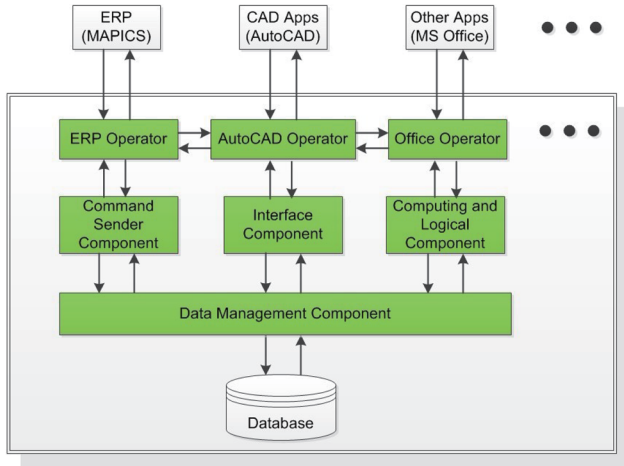 ERP
(MAPICS)
CAD Apps
(AutoCAD)
Other Apps
(MS Office)
ERP Operator
AutoCAD Operator
Office Operator
Command
Sender
Component
Interface
Component
Computing and
Logical
Component
Data Management Component
Database